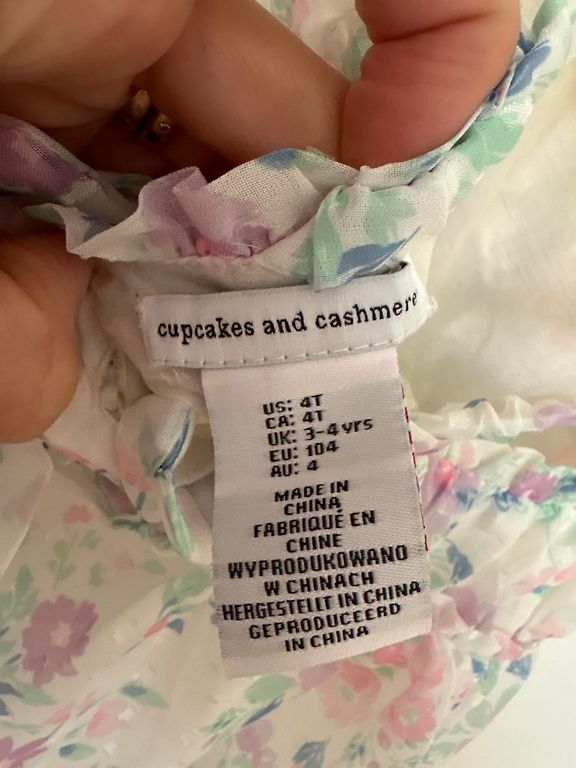 cupcakes and cashmere
US: 4T
CA: 4T
UK: 3-4 yrs
EU: 104
AU: 4
MADE IN
CHINA
FABRIQUÉ EN
CHINE
WYPRODUKOWANO
W CHINACH
HERGESTELLT IN CHINA
GEPRODUCEERD
IN CHINA